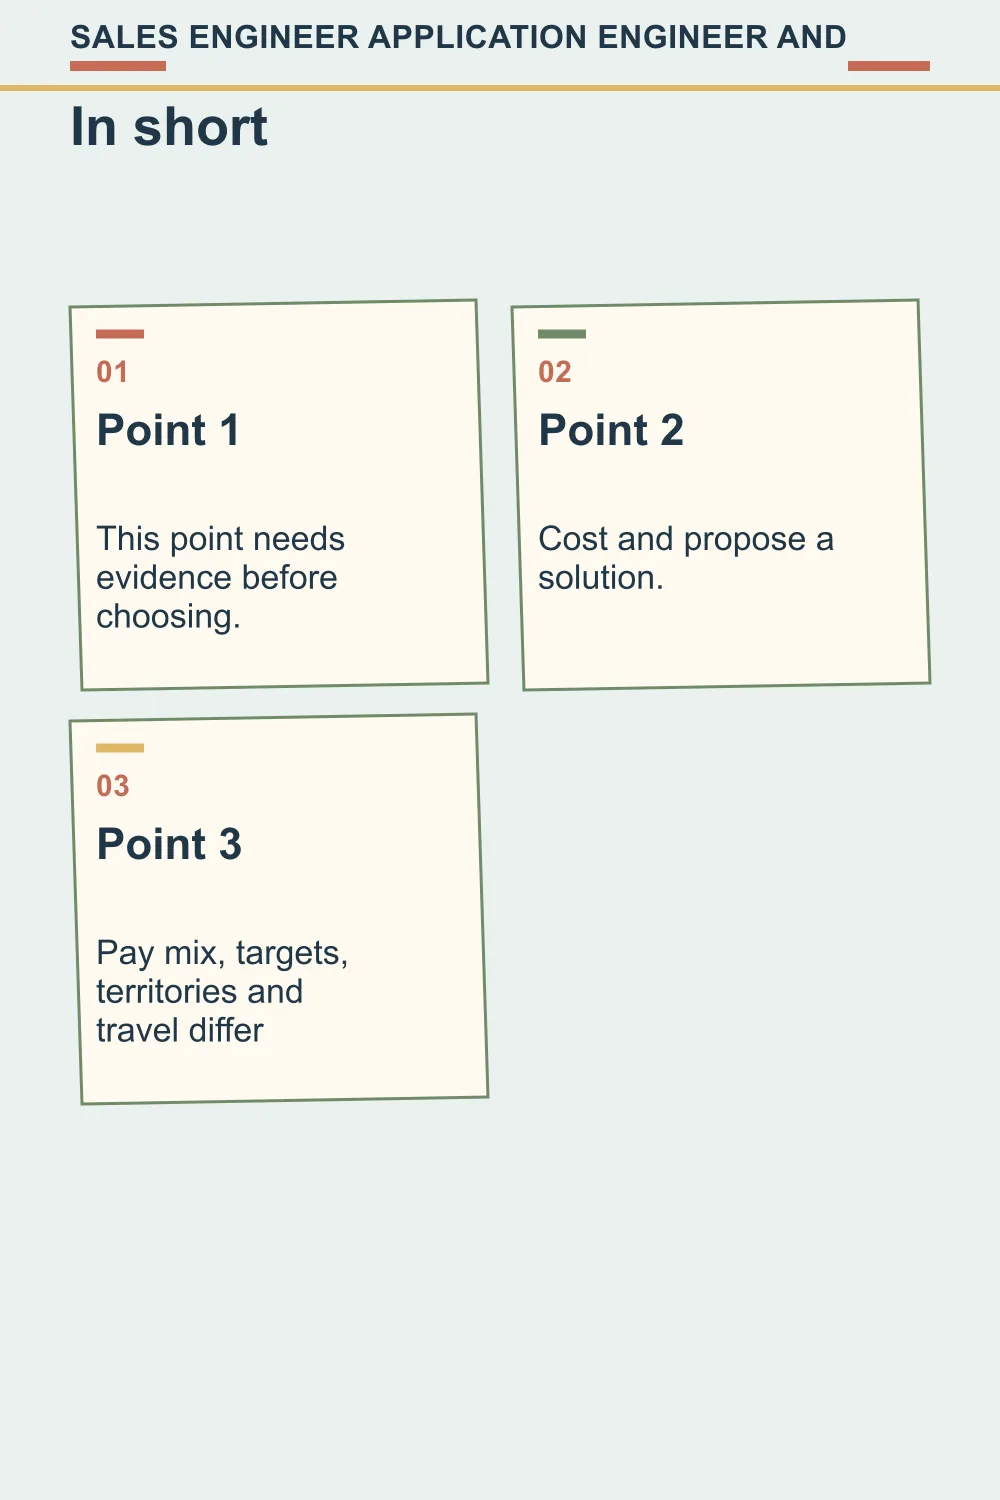 SALES ENGINEER APPLICATION ENGINEER AND
In short
01
Point 1
This point needs
evidence before
choosing.
02
Point 2
Cost and propose a
solution.
03
Point 3
Pay mix, targets,
territories and
travel differ